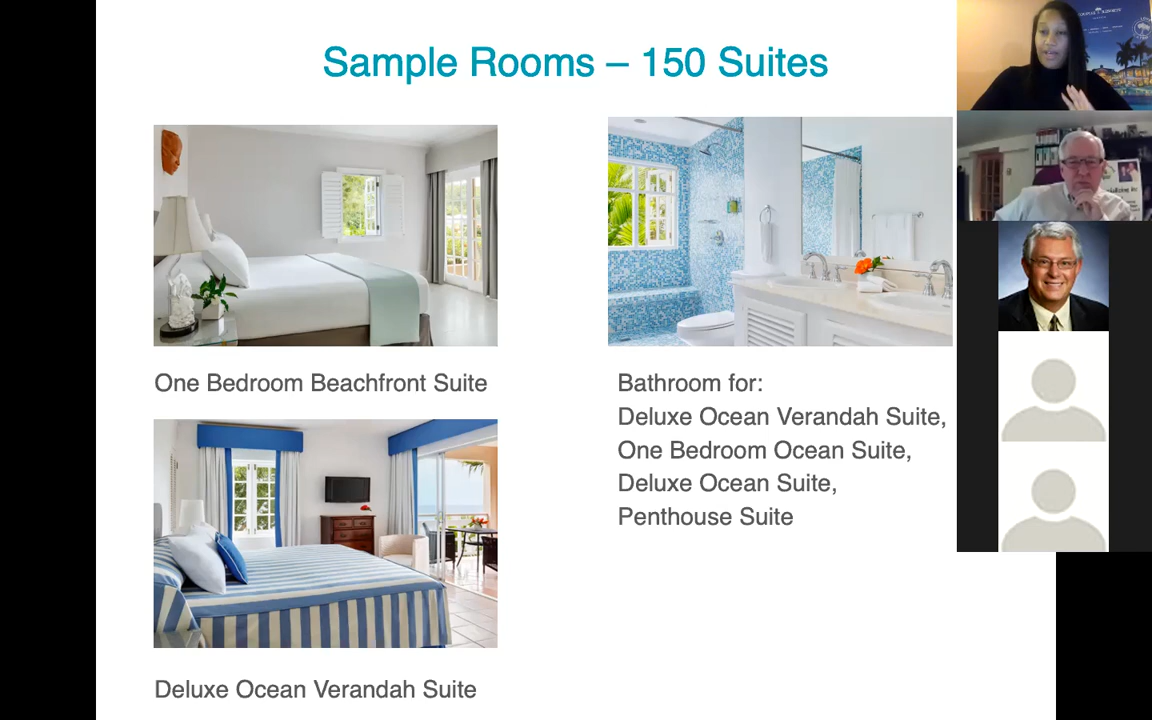 Sample Rooms – 150 Suites
One Bedroom Beachfront Suite
Bathroom for:
Deluxe Ocean Verandah Suite,
One Bedroom Ocean Suite,
Deluxe Ocean Suite,
Penthouse Suite
Deluxe Ocean Verandah Suite